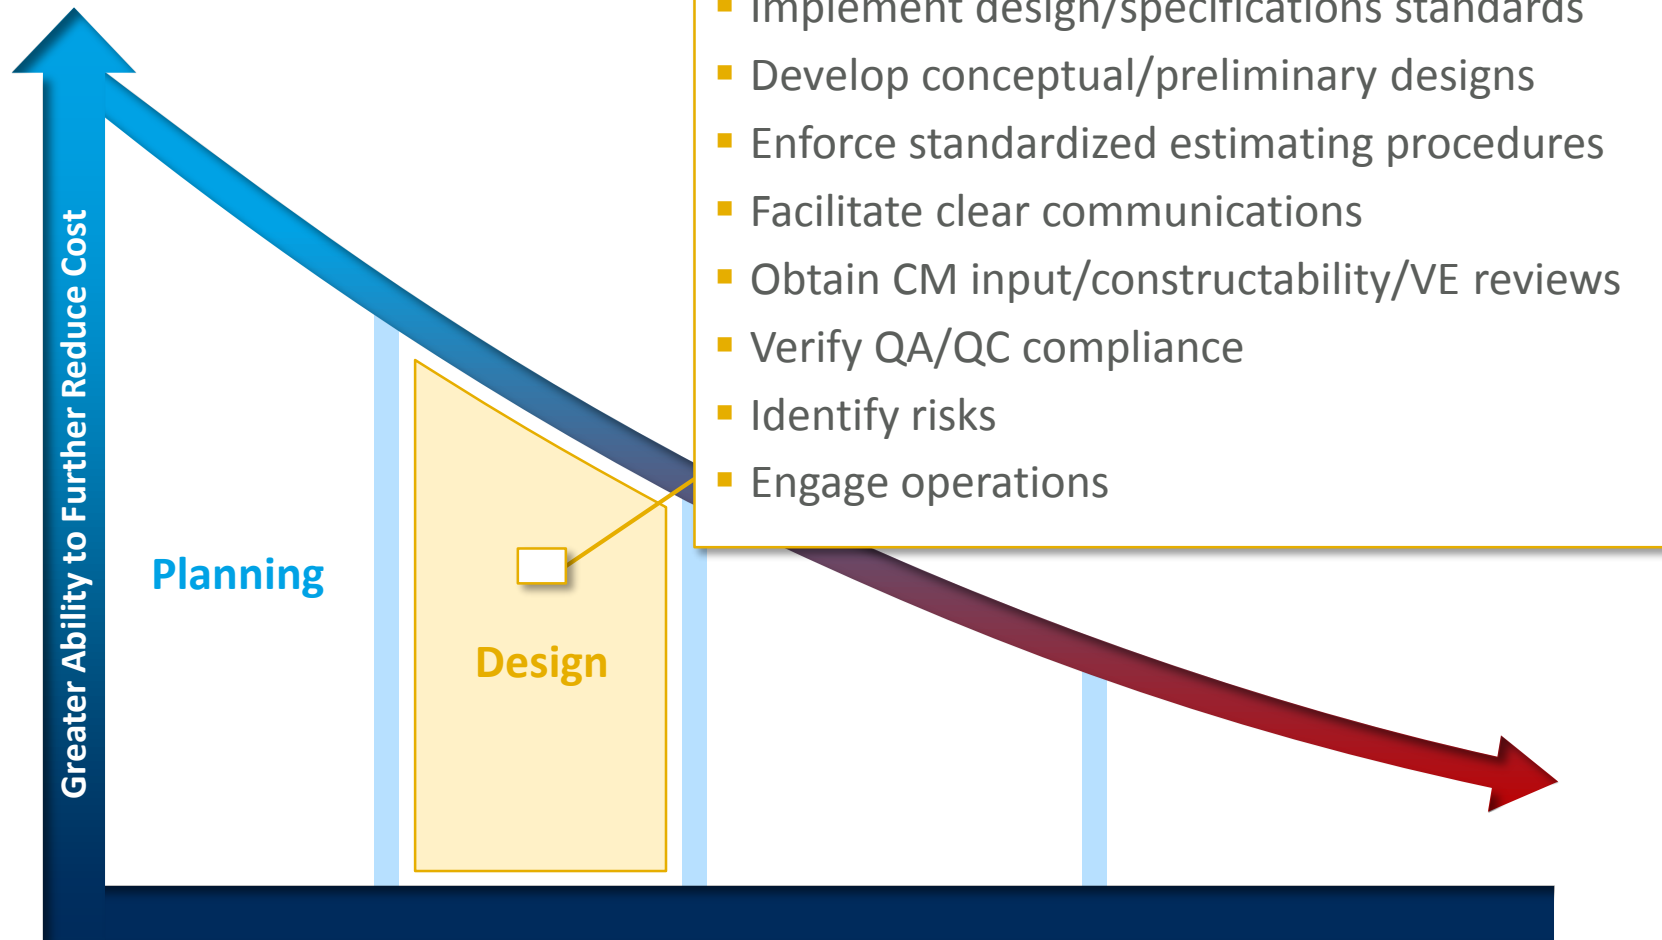 Greater Ability to Further Reduce Cost
Implement design/specifications standards
Develop conceptual/preliminary designs
Enforce standardized estimating procedures
Facilitate clear communications
Obtain CM input/constructability/VE reviews
Verify QA/QC compliance
Identify risks
Engage operations
Planning
Design